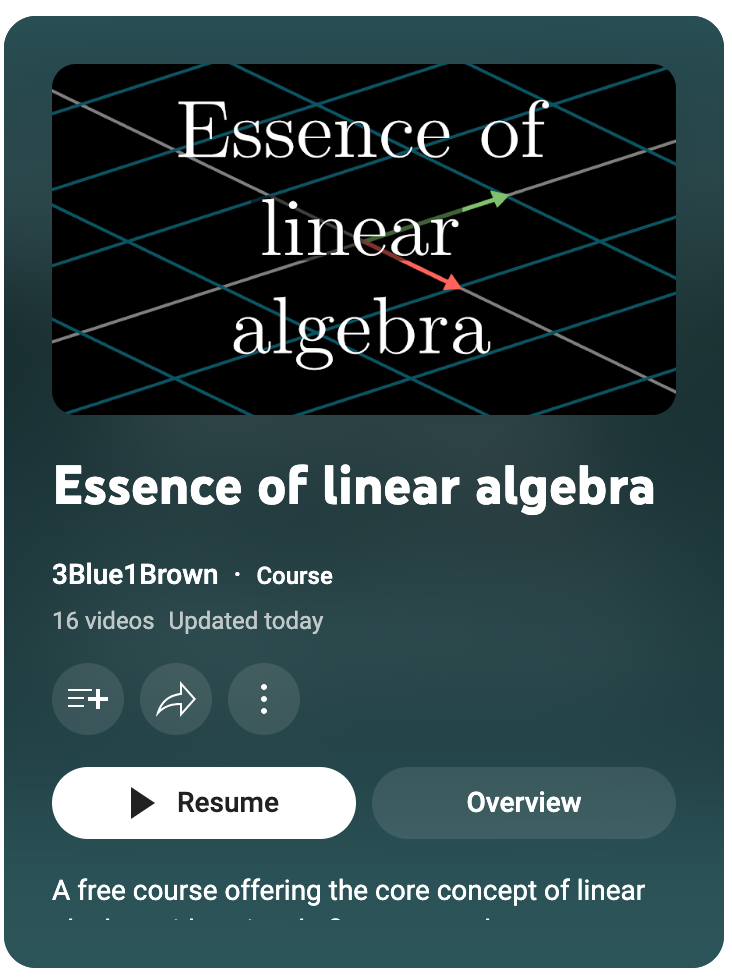 Essence of
linear
algebra
Essence of linear algebra
3Blue1Brown · Course
16 videos Updated today
Resume
Overview
A free course offering the core concept of linear